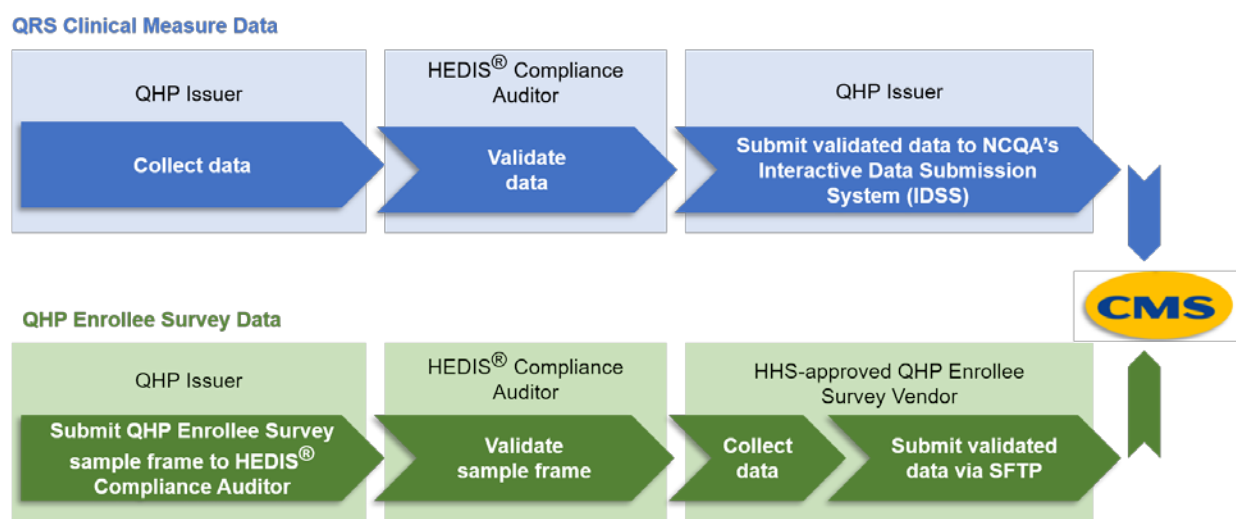 QRS Clinical Measure Data
QHP Issuer
Collect data
HEDIS® Compliance
Auditor
Validate
data
QHP Issuer
Submit validated data to NCQA’s
Interactive Data Submission
System (IDSS)
CMS
QHP Enrollee Survey Data
QHP Issuer
Submit QHP Enrollee Survey
sample frame to HEDIS®
Compliance Auditor
HEDIS® Compliance
Auditor
Validate
sample frame
HHS-approved QHP Enrollee
Survey Vendor
Collect
data
Submit validated
data via SFTP